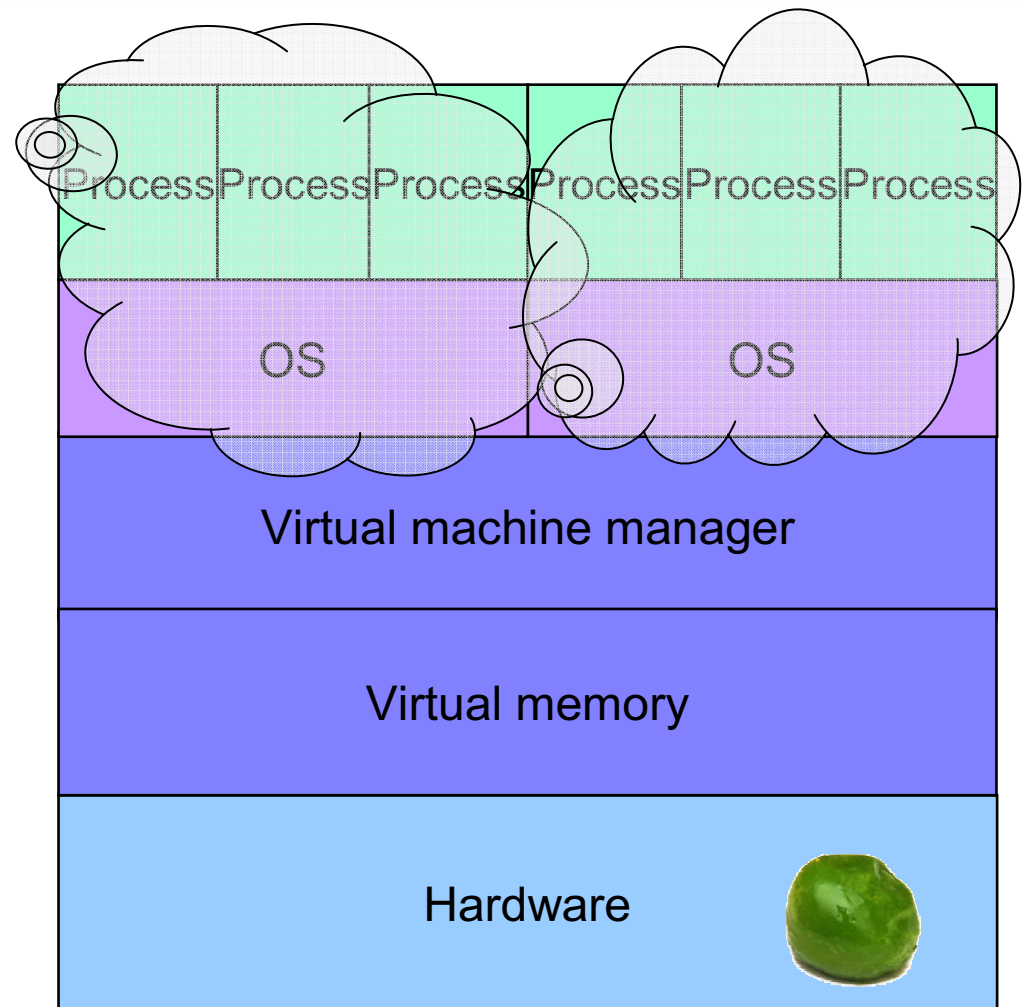 Process Process Process Process Process Process
OS OS
Virtual machine manager
Virtual memory
Hardware